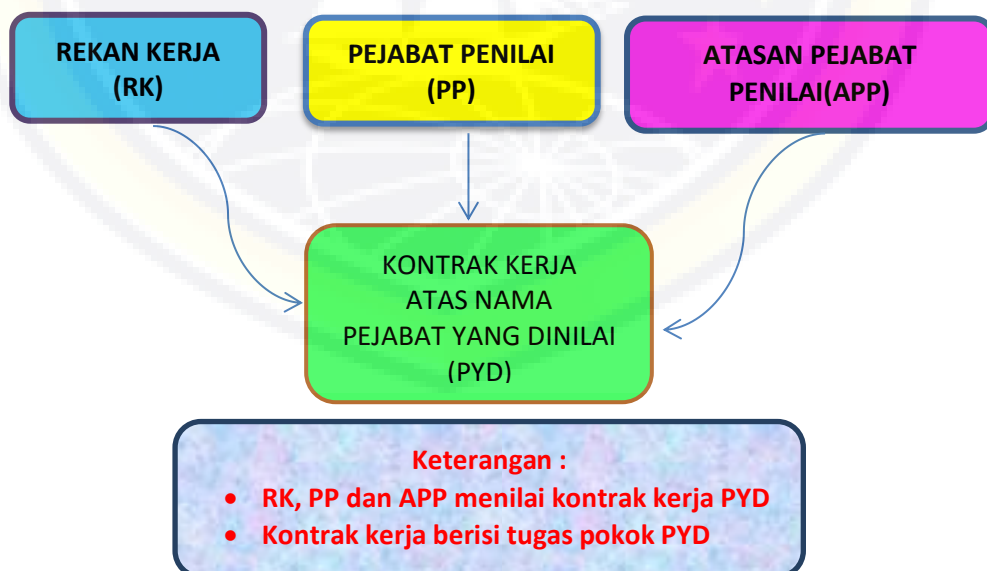 REKAN KERJA
(RK)
PEJABAT PENILAI
(PP)
ATASAN PEJABAT
PENILAI(APP)
KONTRAK KERJA
ATAS NAMA
PEJABAT YANG DINILAI
(PYD)
Keterangan :
• RK, PP dan APP menilai kontrak kerja PYD
• Kontrak kerja berisi tugas pokok PYD